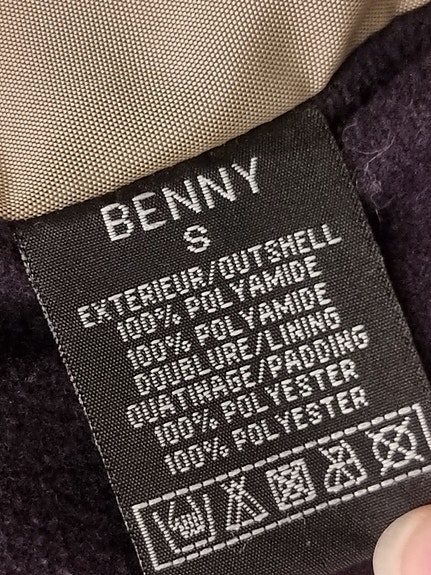 BENNY
S
EXTERIEUR/OUTSHELL
100% POLYAMIDE
100% POLYAMIDE
DOUBLURE/LINING
OUATINAGE/PADDING
100% POLYESTER
100% POLYESTER